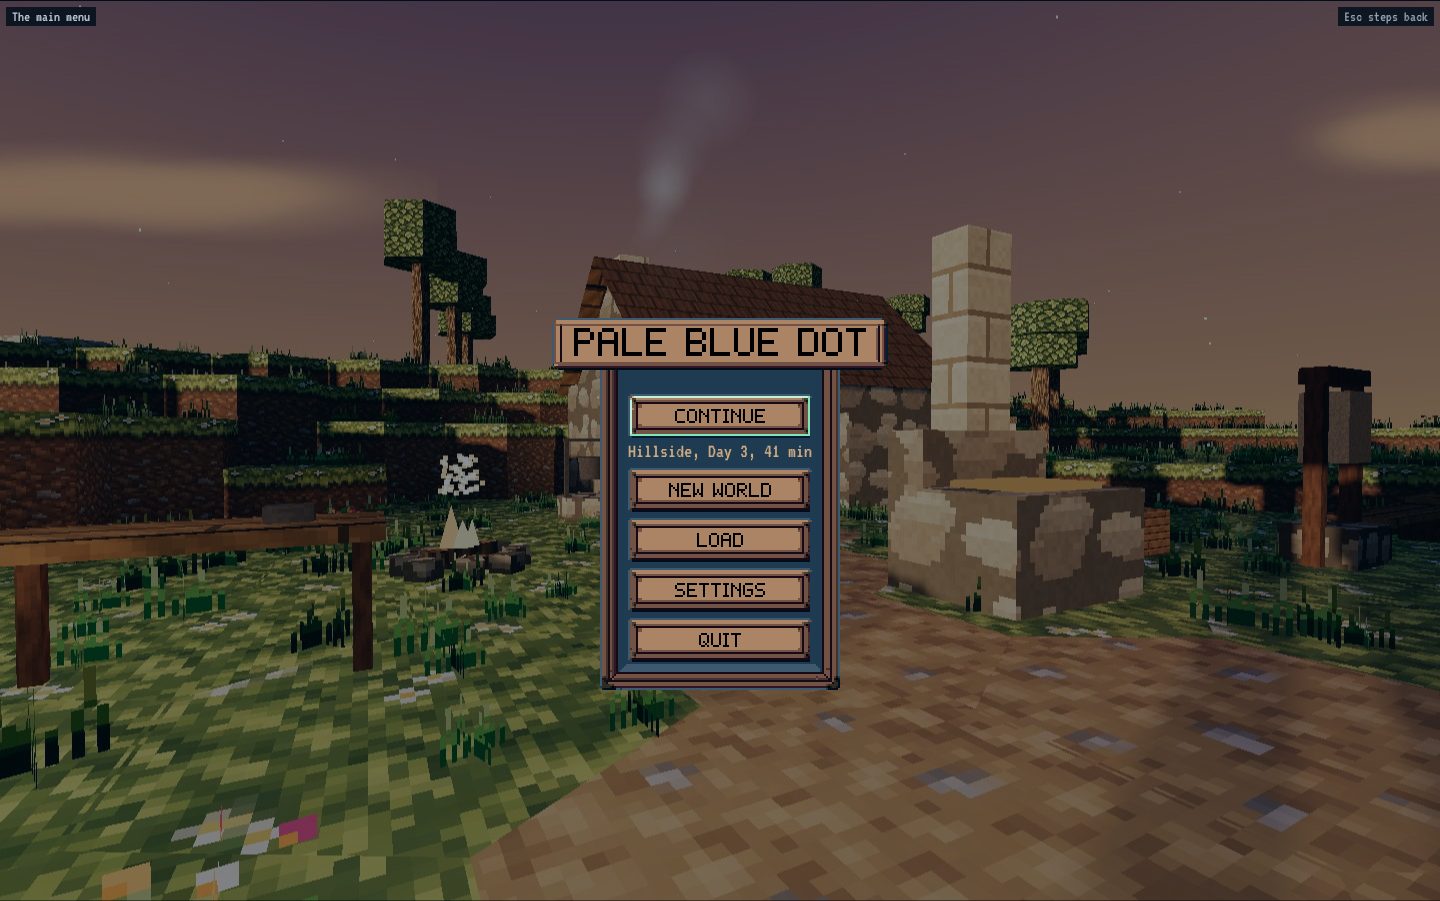 The main menu
Esc steps back
PALE BLUE DOT
CONTINUE
Hillside, Day 3, 41 min
NEW WORLD
LOAD
SETTINGS
QUIT